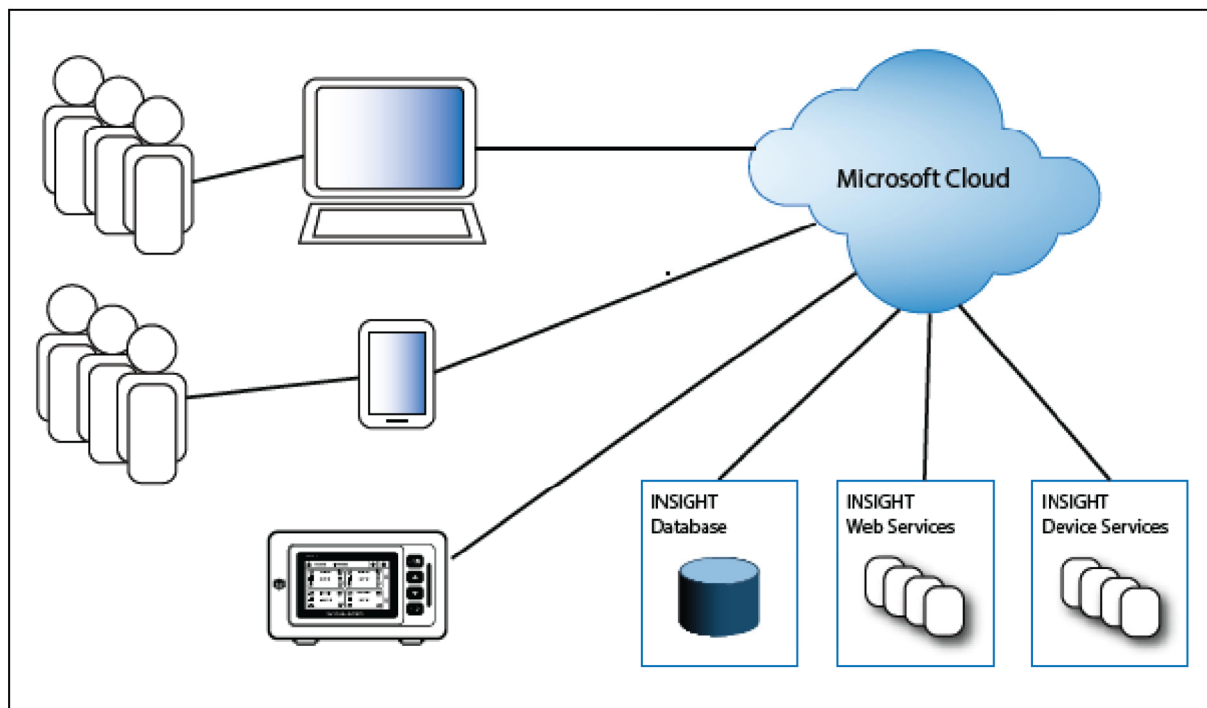 Microsoft Cloud
INSIGHT
Database
INSIGHT
Web Services
INSIGHT
Device Services